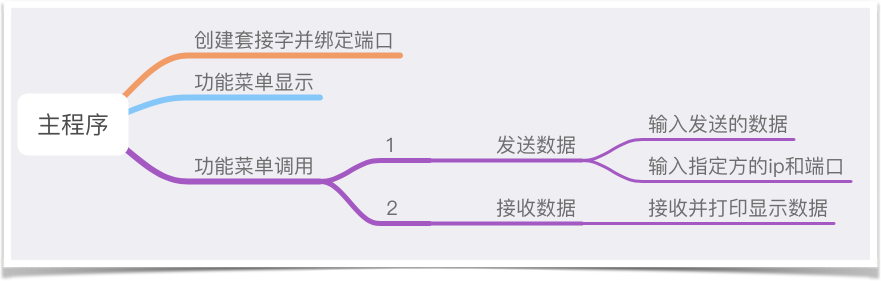 主程序
创建套接字并绑定端口
功能菜单显示
功能菜单调用
1
发送数据
输入发送的数据
输入指定方的ip和端口
2
接收数据
接收并打印显示数据